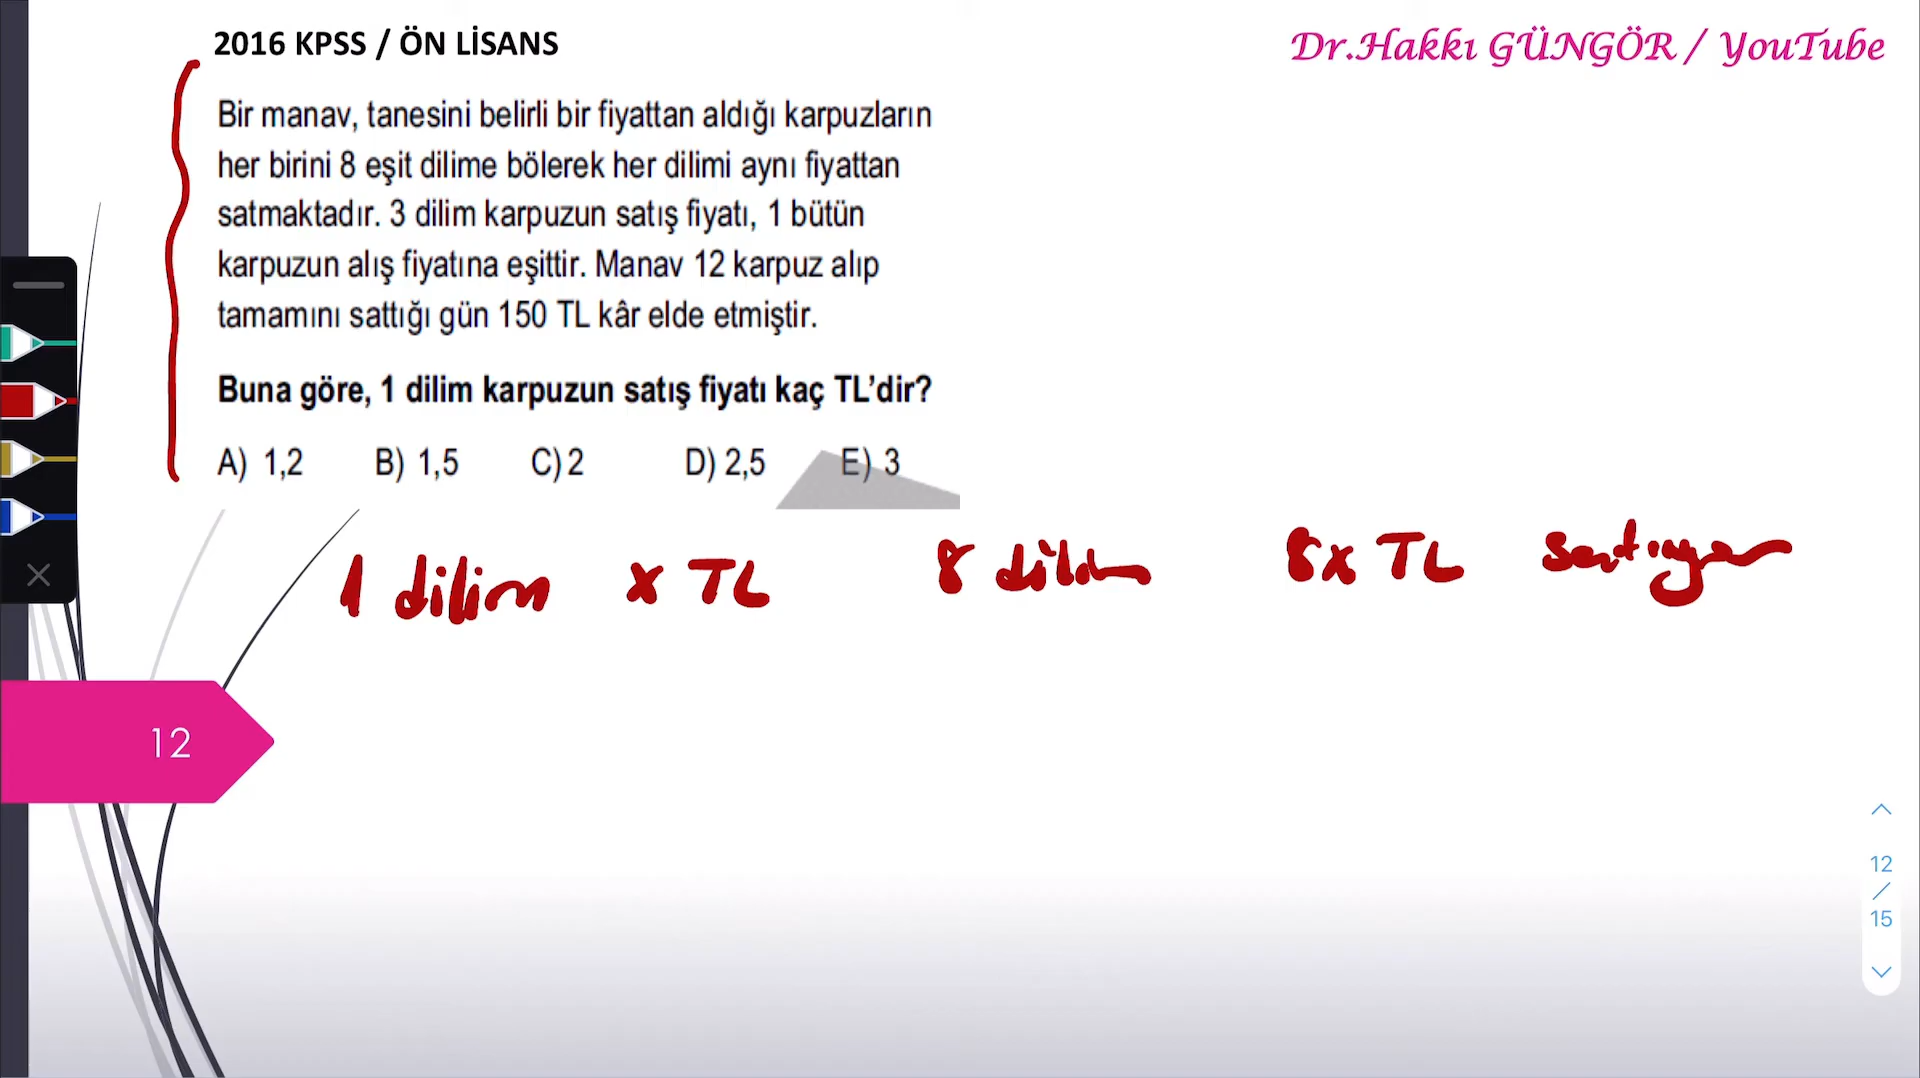 2016 KPSS / ÖN LİSANS
Dr.Hakkı GÜNGÖR / YouTube
Bir manav, tanesini belirli bir fiyattan aldığı karpuzların
her birini 8 eşit dilime bölerek her dilimi aynı fiyattan
satmaktadır. 3 dilim karpuzun satış fiyatı, 1 bütün
karpuzun alış fiyatına eşittir. Manav 12 karpuz alıp
tamamını sattığı gün 150 TL kâr elde etmiştir.
Buna göre, 1 dilim karpuzun satış fiyatı kaç TL’dir?
A) 1,2 B) 1,5 C) 2 D) 2,5 E) 3
1 dilim x TL 8 dilim 8x TL satıyor
12
12
/
15